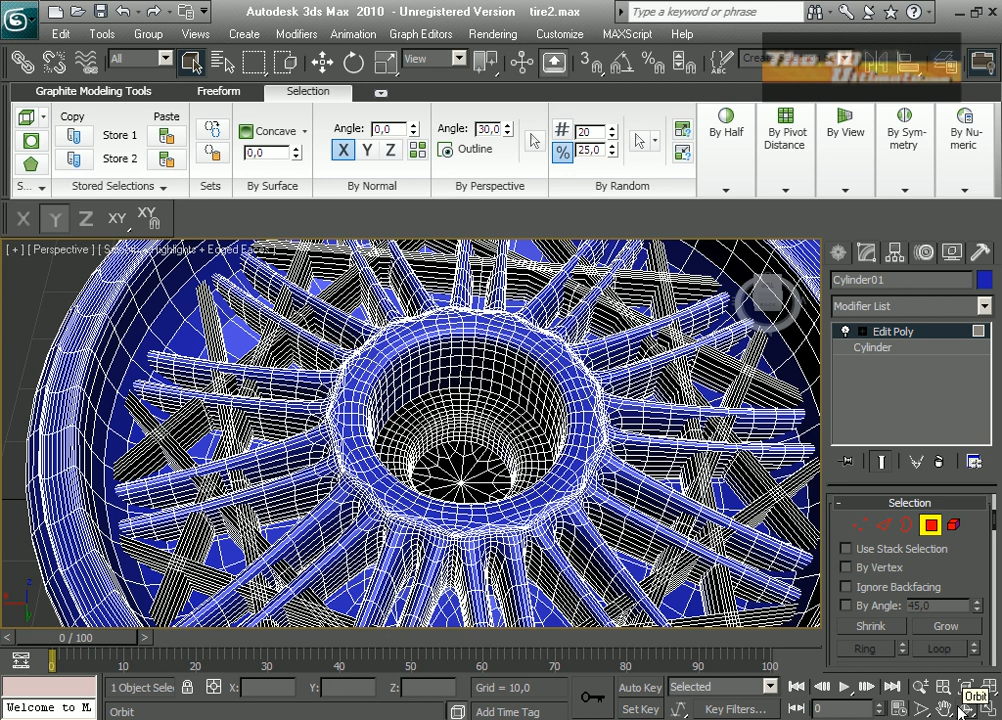 Autodesk 3ds Max 2010 - Unregistered Version tire2.max
Type a keyword or phrase
Edit Tools Group Views Create Modifiers Animation Graph Editors Rendering Customize MAXScript Help
All View
Graphite Modeling Tools Freeform Selection
Copy Paste
Store 1
Store 2
Stored Selections
Sets
Concave
0,0
By Surface
Angle: 0,0
X Y Z
By Normal
Angle: 30,0
Outline
By Perspective
# 20
% 25,0
By Random
By Half
By Pivot Distance
By View
By Sym-
metry
By Nu-
meric
X Y Z XY XY
[ + ] [ Perspective ]
Cylinder01
Modifier List
Edit Poly
Cylinder
Selection
Use Stack Selection
By Vertex
Ignore Backfacing
By Angle: 45,0
Shrink Grow
Ring Loop
0 / 100
0 10 20 30 40 50 60 70 80 90 100
1 Object Selec X: Y: Z: Grid = 10,0 Auto Key Selected
Welcome to M. Orbit Add Time Tag Set Key Key Filters... 0
Orbit